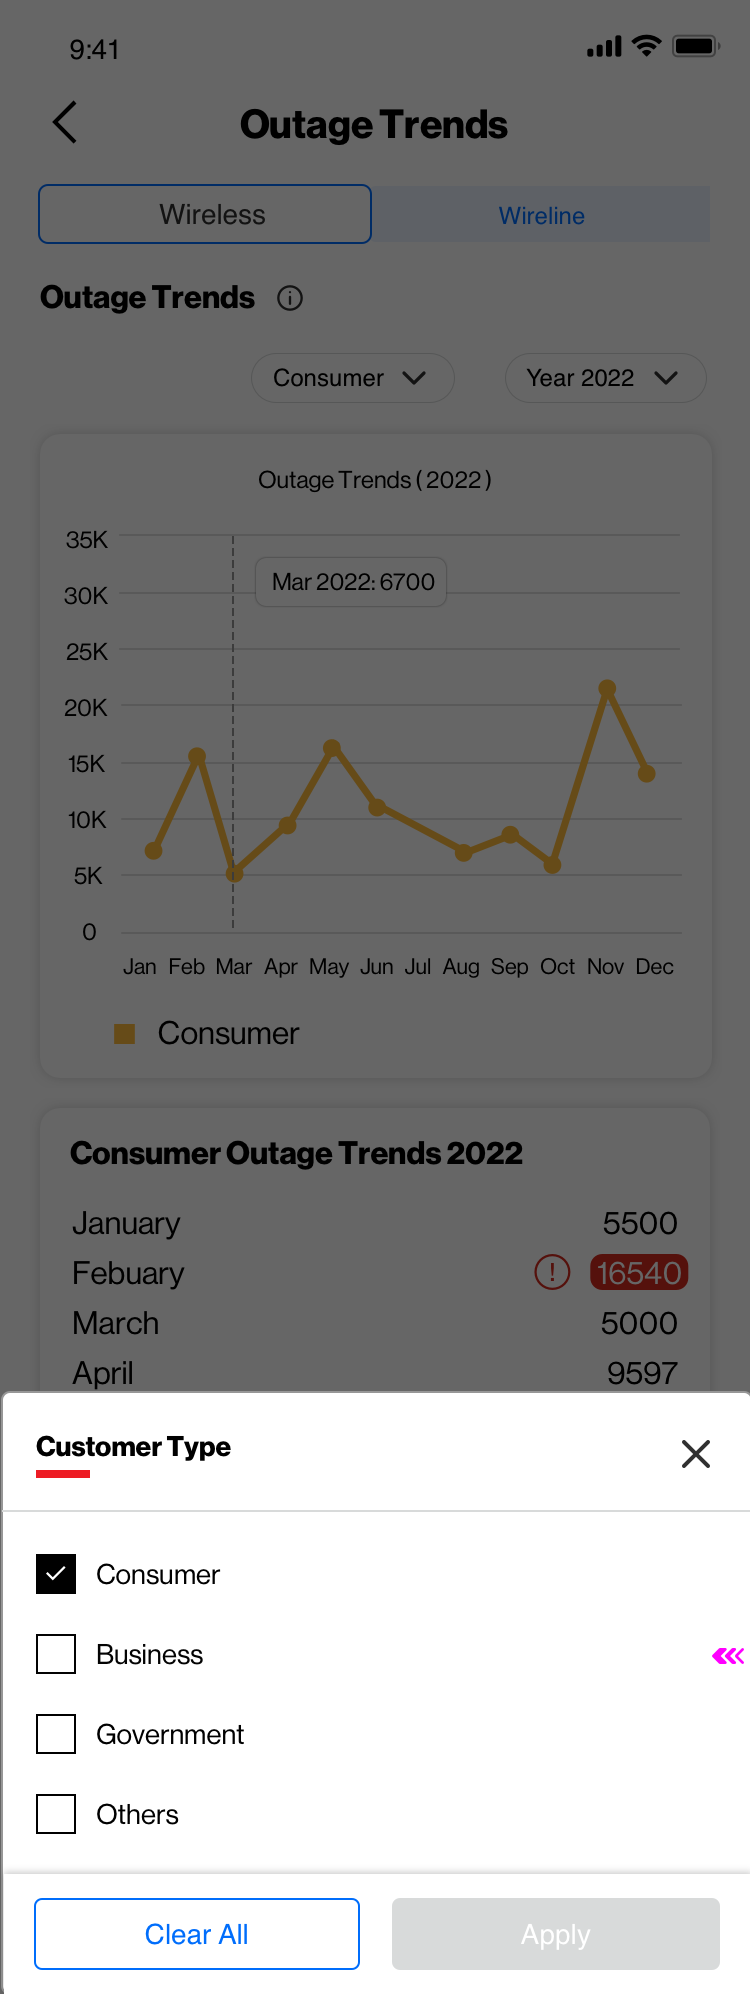 9:41
Outage Trends
Wireless
Wireline
Outage Trends
Consumer
Year 2022
Outage Trends ( 2022 )
35K
Mar 2022: 6700
30K
25K
20K
15K
10K
5K
0
Jan Feb Mar Apr May Jun Jul Aug Sep Oct Nov Dec
Consumer
Consumer Outage Trends 2022
January 5500
Febuary 16540
March 5000
April 9597
Customer Type
Consumer
Business
Government
Others
Clear All
Apply